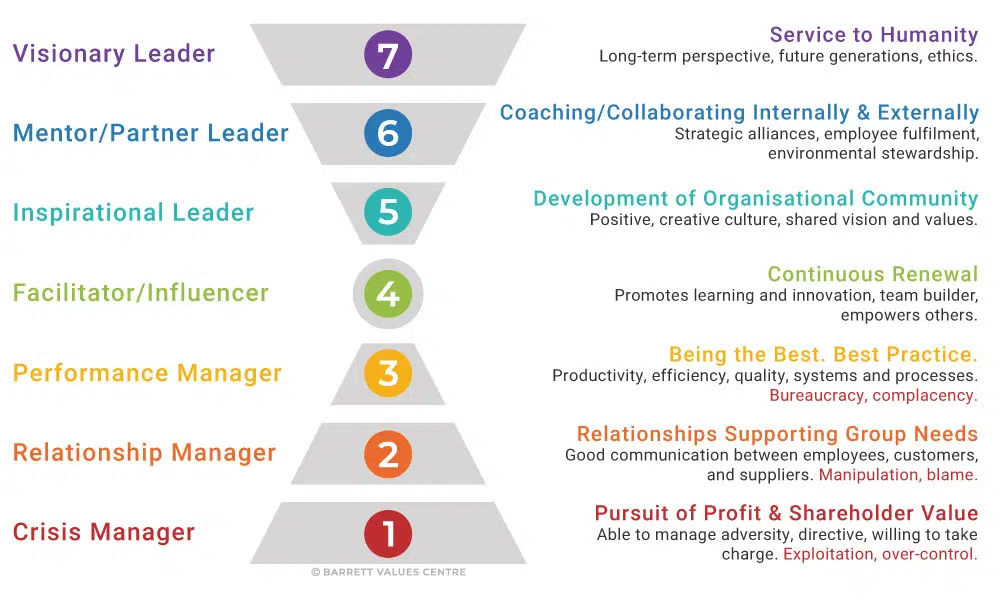 Visionary Leader
7
Service to Humanity
Long-term perspective, future generations, ethics.
Mentor/Partner Leader
6
Coaching/Collaborating Internally & Externally
Strategic alliances, employee fulfilment,
environmental stewardship.
Inspirational Leader
5
Development of Organisational Community
Positive, creative culture, shared vision and values.
Facilitator/Influencer
4
Continuous Renewal
Promotes learning and innovation, team builder,
empowers others.
Performance Manager
3
Being the Best. Best Practice.
Productivity, efficiency, quality, systems and processes.
Bureaucracy, complacency.
Relationship Manager
2
Relationships Supporting Group Needs
Good communication between employees, customers,
and suppliers. Manipulation, blame.
Crisis Manager
1
Pursuit of Profit & Shareholder Value
Able to manage adversity, directive, willing to take
charge. Exploitation, over-control.
© BARRETT VALUES CENTRE